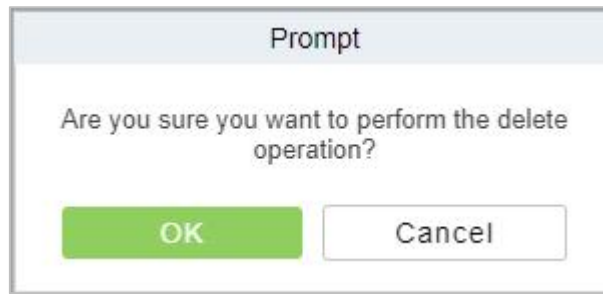 Prompt
Are you sure you want to perform the delete
operation?
OK
Cancel